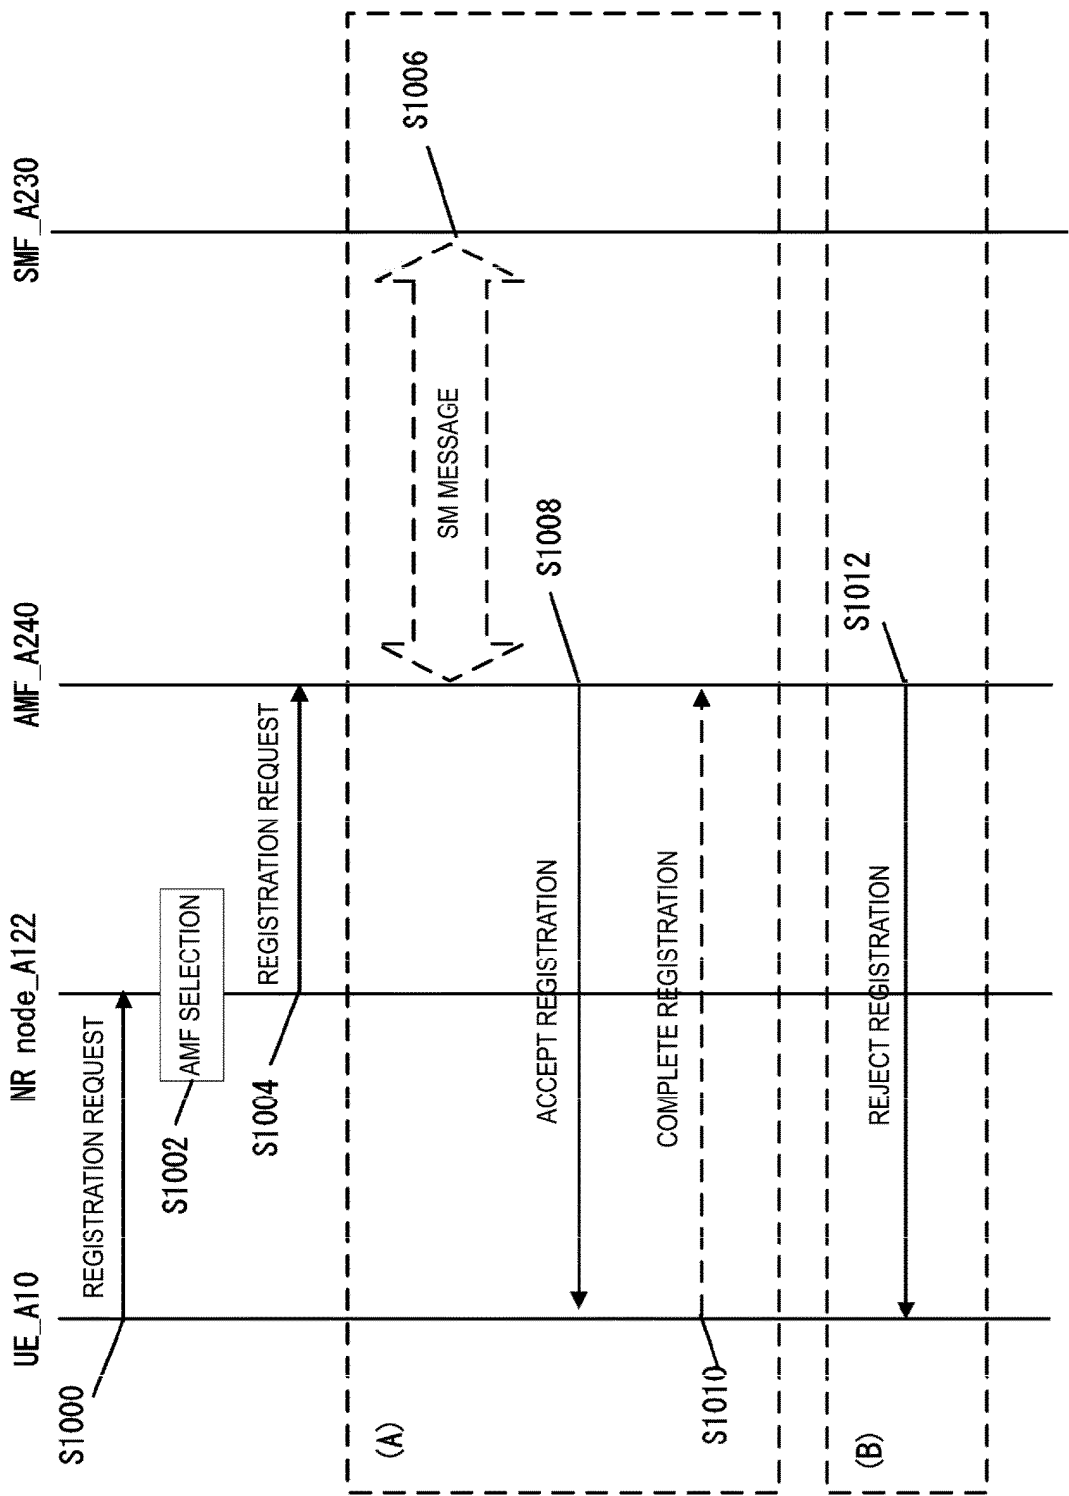 UE_A10
NR node_A122
AMF_A240
SMF_A230
S1000
REGISTRATION REQUEST
S1002
AMF SELECTION
S1004
REGISTRATION REQUEST
(A)
SM MESSAGE
S1006
ACCEPT REGISTRATION
S1008
S1010
COMPLETE REGISTRATION
(B)
REJECT REGISTRATION
S1012